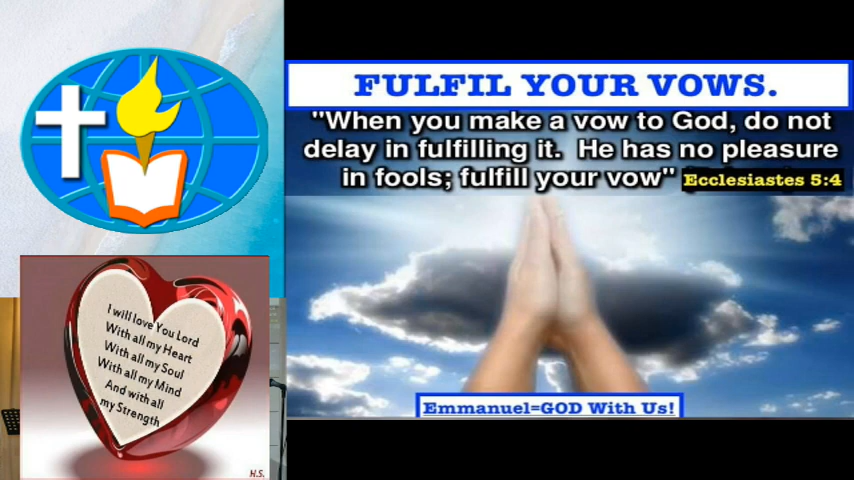 FULFIL YOUR VOWS.
"When you make a vow to God, do not
delay in fulfilling it. He has no pleasure
in fools; fulfill your vow" Ecclesiastes 5:4
Emmanuel=GOD With Us!
I will love You Lord
With all my Heart
With all my Soul
With all my Mind
And with all
my Strength
H.S.